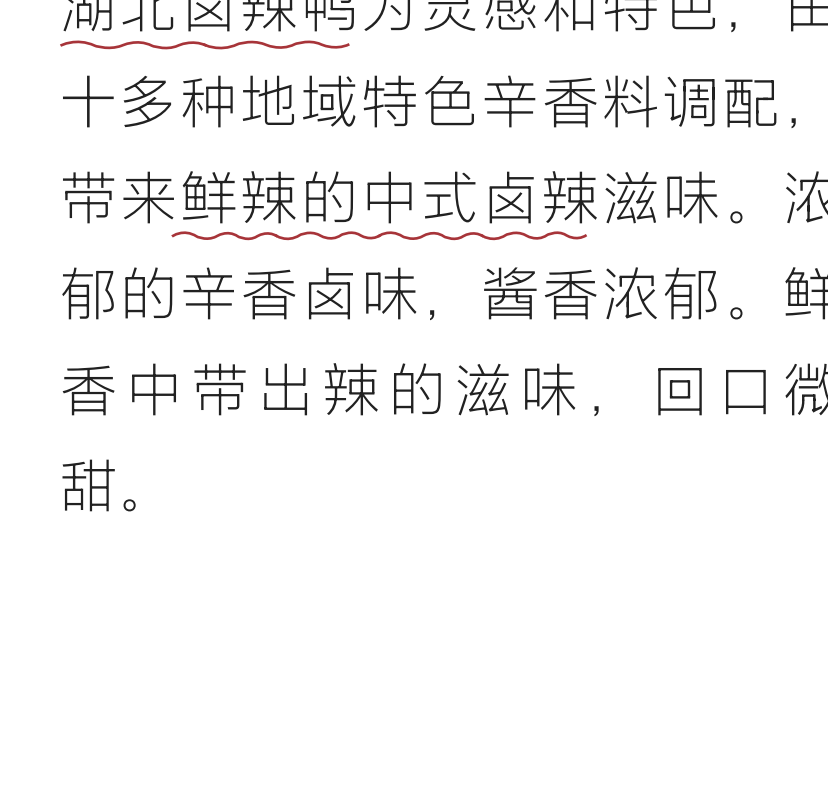 湖北卤辣鸭为灵感和特色，由
十多种地域特色辛香料调配，
带来鲜辣的中式卤辣滋味。浓
郁的辛香卤味，酱香浓郁。鲜
香中带出辣的滋味，回口微
甜。